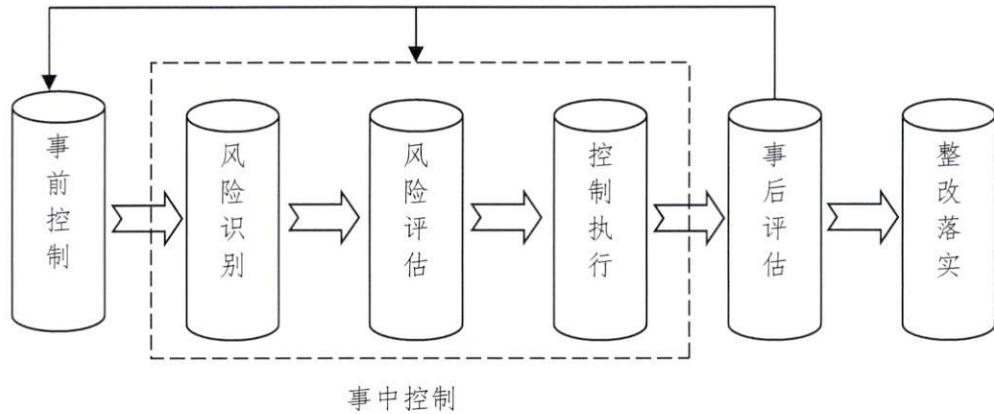 事前控制
风险识别
风险评估
控制执行
事后评估
整改落实
事中控制